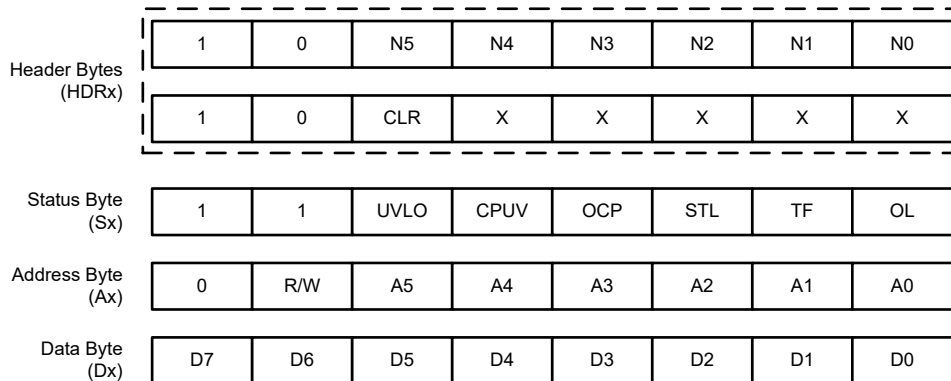 1 0 N5 N4 N3 N2 N1 N0
Header Bytes
(HDRx)
1 0 CLR X X X X X
Status Byte
(Sx)
1 1 UVLO CPUV OCP STL TF OL
Address Byte
(Ax)
0 R/W A5 A4 A3 A2 A1 A0
Data Byte
(Dx)
D7 D6 D5 D4 D3 D2 D1 D0